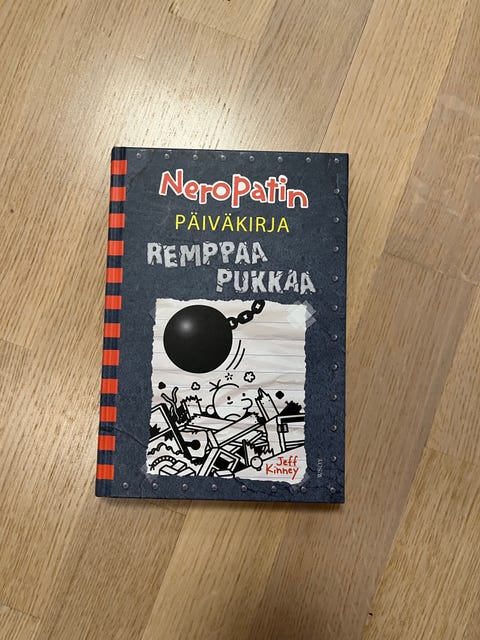 NeroPatin
PÄIVÄKIRJA
REMPPAA
PUKKAA
Jeff
Kinney